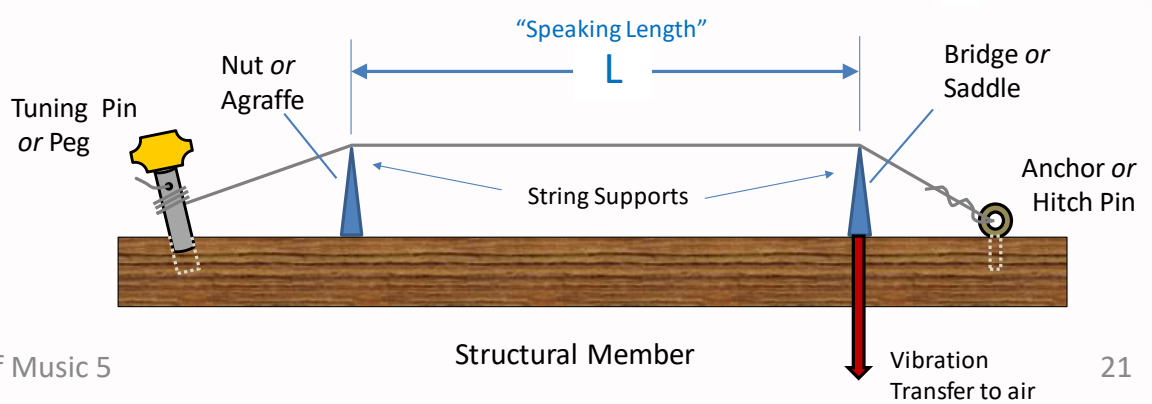 “Speaking Length”
L
Nut or
Agraffe
Bridge or
Saddle
Tuning Pin
or Peg
String Supports
Anchor or
Hitch Pin
Structural Member
Vibration
Transfer to air
f Music 5
21